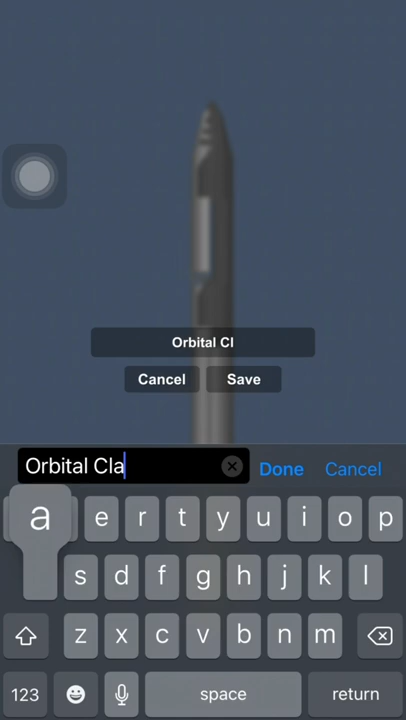 Orbital Cl
Cancel Save
Orbital Cla Done Cancel
a e r t y u i o p
s d f g h j k l
z x c v b n m
123 space return